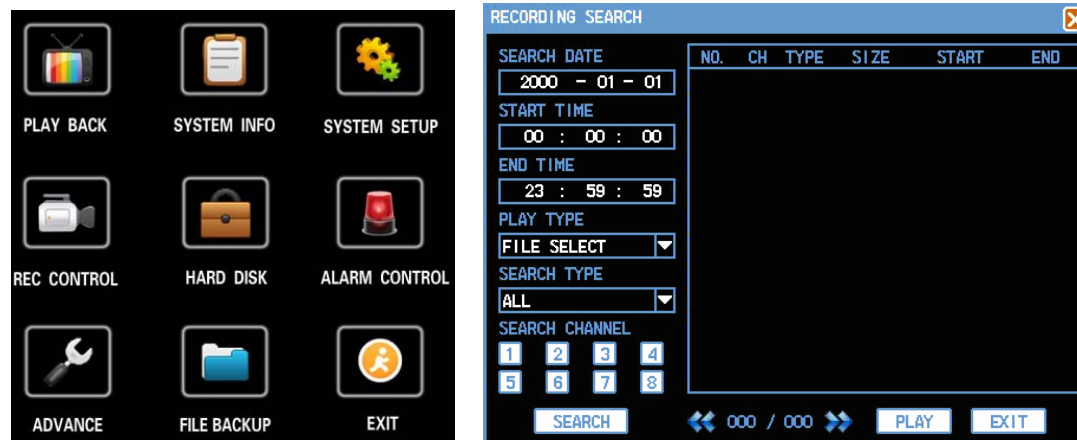 PLAY BACK
SYSTEM INFO
SYSTEM SETUP
REC CONTROL
HARD DISK
ALARM CONTROL
ADVANCE
FILE BACKUP
EXIT
RECORDING SEARCH
SEARCH DATE
2000 - 01 - 01
START TIME
00 : 00 : 00
END TIME
23 : 59 : 59
PLAY TYPE
FILE SELECT
SEARCH TYPE
ALL
SEARCH CHANNEL
1 2 3 4
5 6 7 8
SEARCH
NO. CH TYPE SIZE START END
000 / 000
PLAY
EXIT